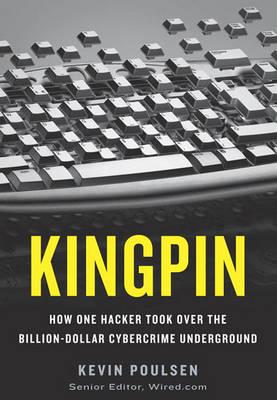 KINGPIN
HOW ONE HACKER TOOK OVER THE
BILLION-DOLLAR CYBERCRIME UNDERGROUND
KEVIN POULSEN
Senior Editor, Wired.com